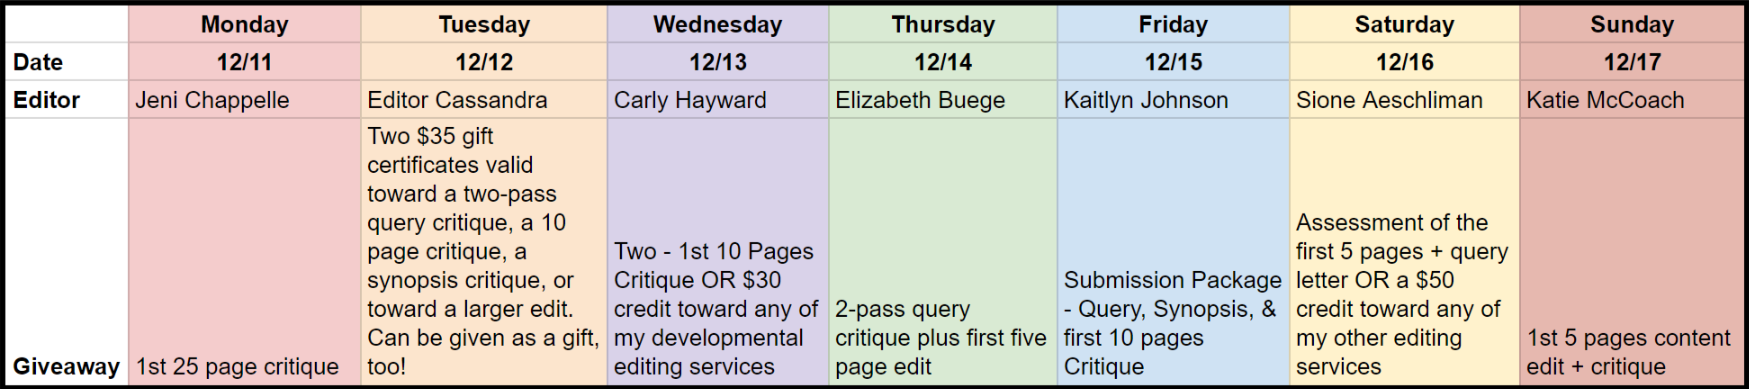 Monday Tuesday Wednesday Thursday Friday Saturday Sunday
Date 12/11 12/12 12/13 12/14 12/15 12/16 12/17
Editor Jeni Chappelle Editor Cassandra Carly Hayward Elizabeth Buege Kaitlyn Johnson Sione Aeschliman Katie McCoach
Giveaway
1st 25 page critique
Two $35 gift
certificates valid
toward a two-pass
query critique, a 10
page critique, a
synopsis critique, or
toward a larger edit.
Can be given as a gift,
too!
Two - 1st 10 Pages
Critique OR $30
credit toward any of
my developmental
editing services
2-pass query
critique plus first five
page edit
Submission Package
- Query, Synopsis, &
first 10 pages
Critique
Assessment of the
first 5 pages + query
letter OR a $50
credit toward any of
my other editing
services
1st 5 pages content
edit + critique